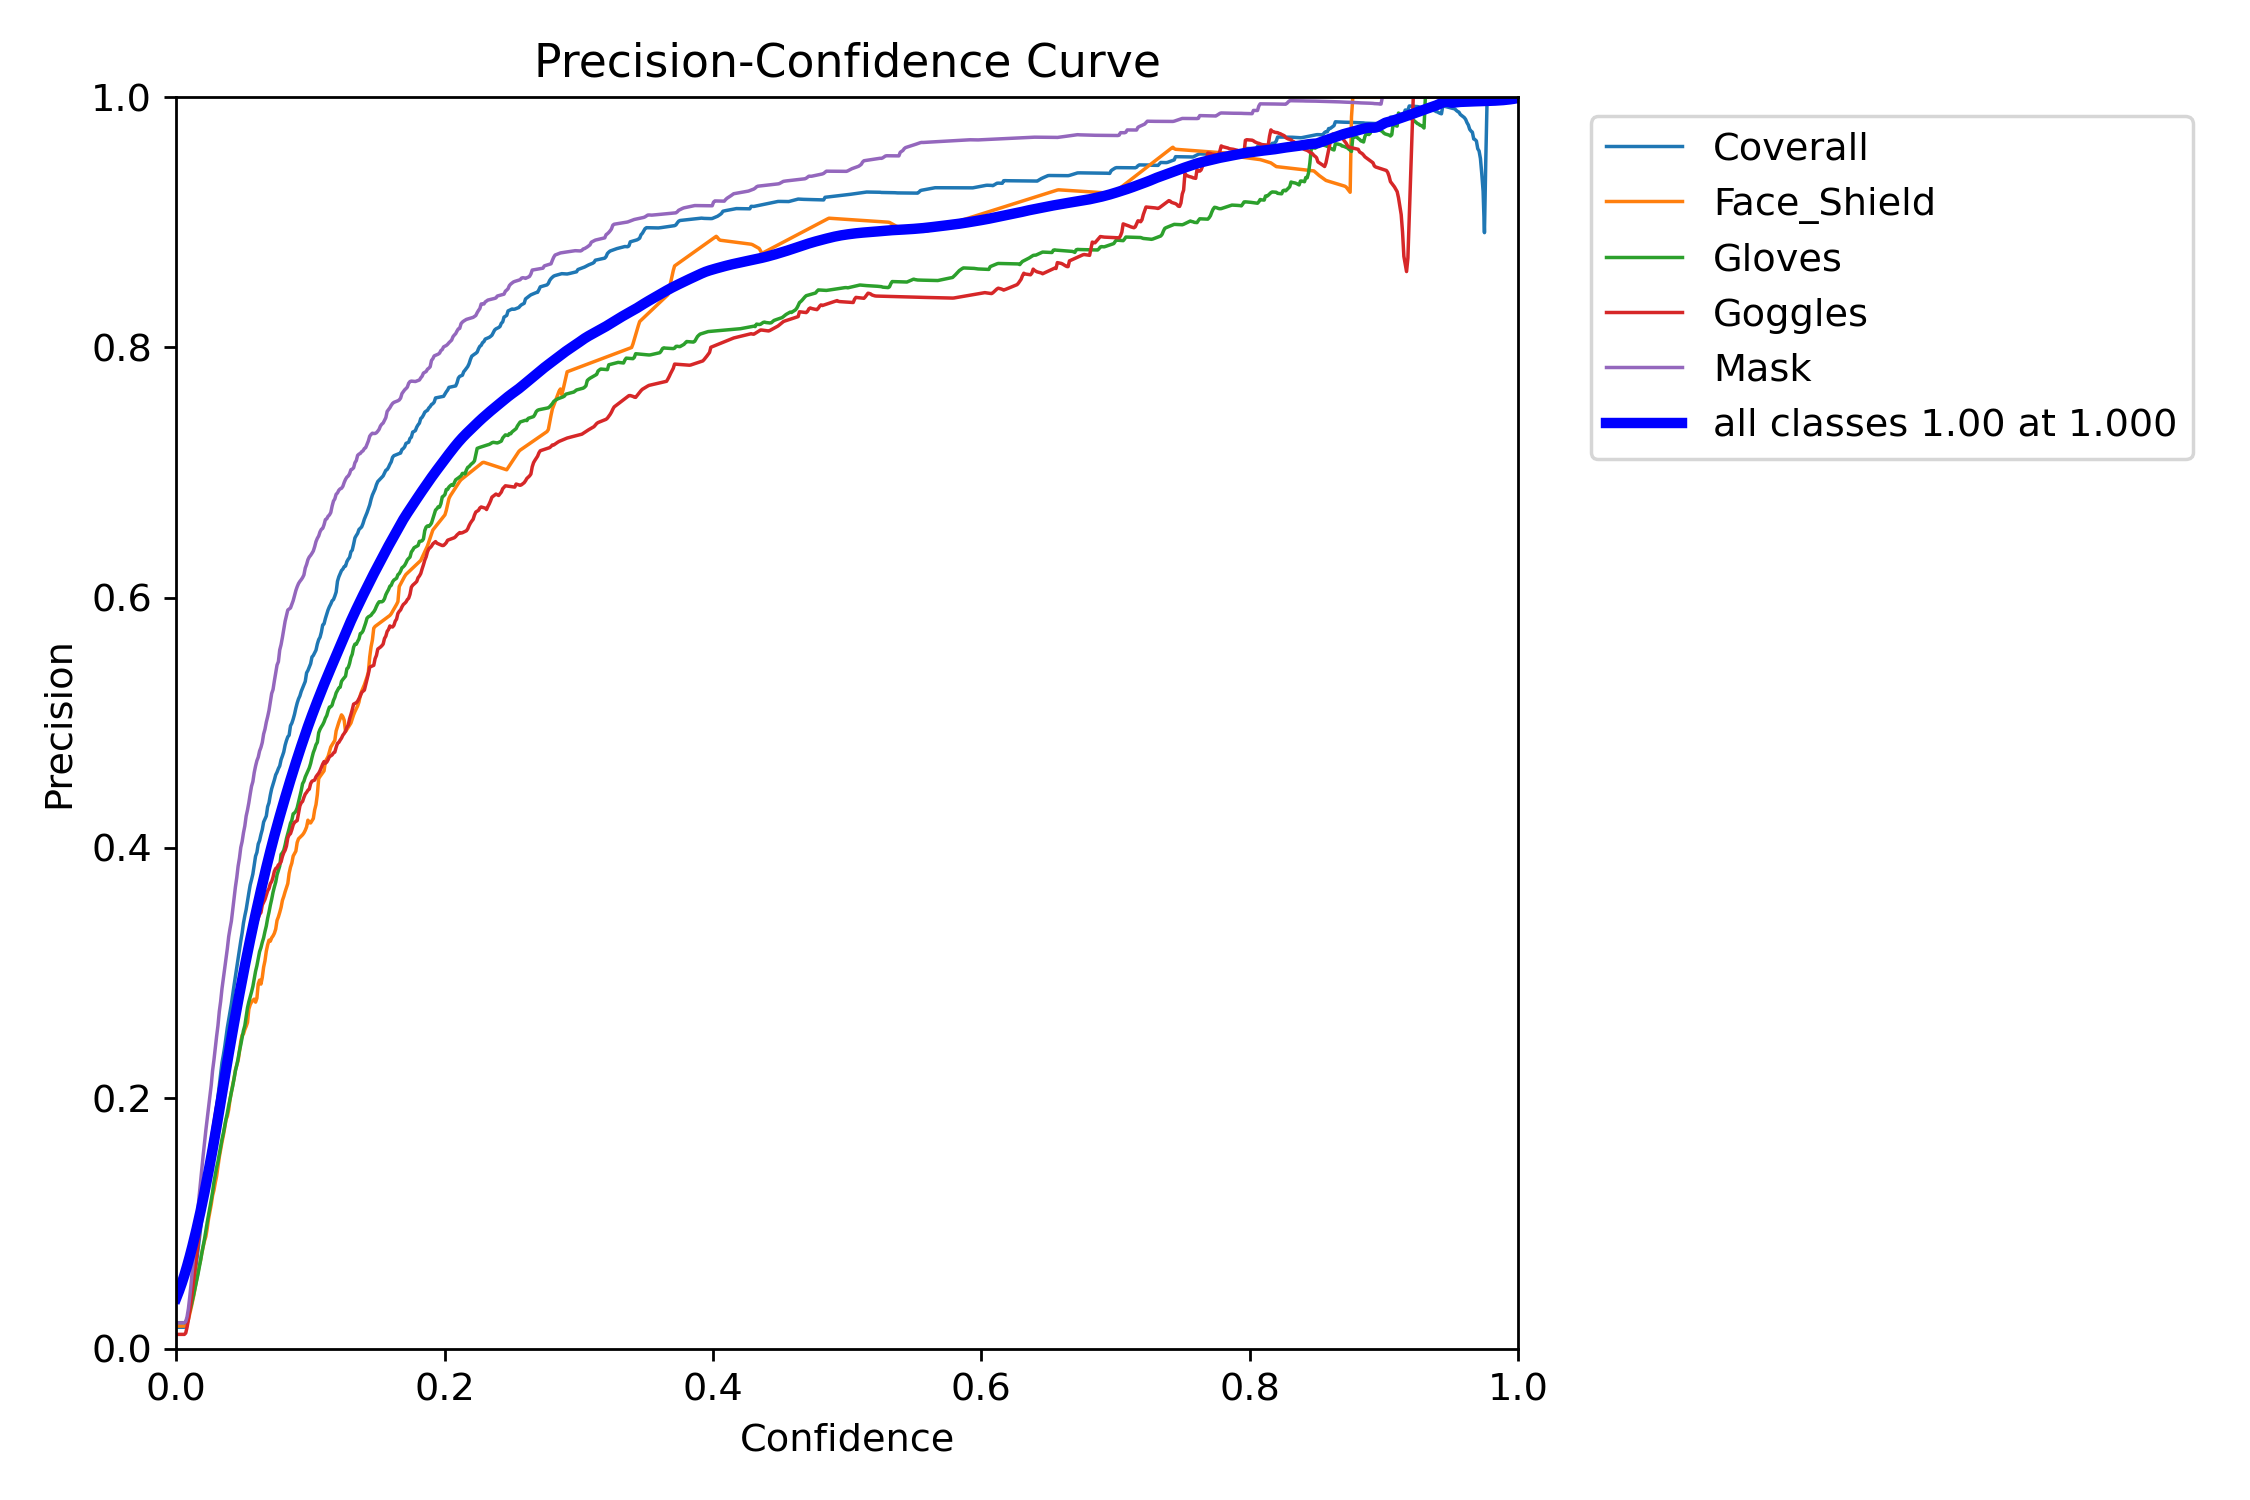 Precision-Confidence Curve
1.0
0.8
0.6
0.4
0.2
0.0
Precision
0.0 0.2 0.4 0.6 0.8 1.0
Confidence
Coverall
Face_Shield
Gloves
Goggles
Mask
all classes 1.00 at 1.000